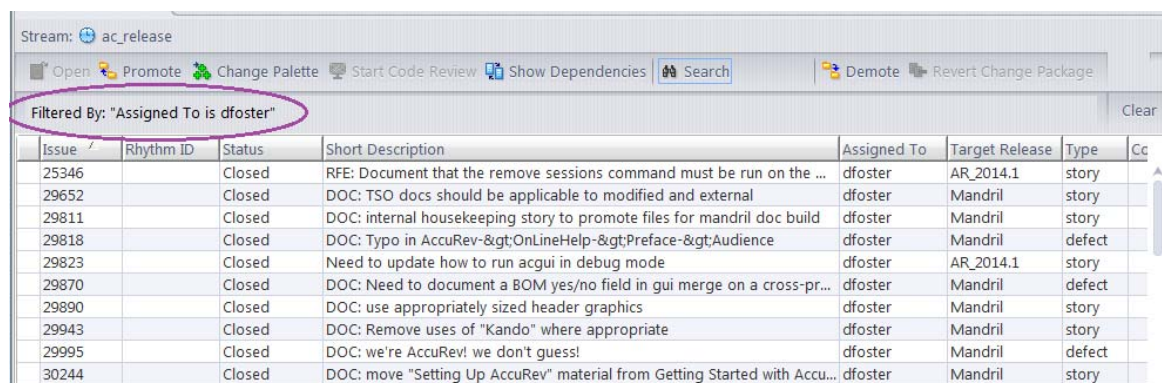 Stream: ac_release
Open Promote Change Palette Start Code Review Show Dependencies Search Demote Revert Change Package
Filtered By: "Assigned To is dfoster" Clear
Issue Rhythm ID Status Short Description Assigned To Target Release Type Co
25346 Closed RFE: Document that the remove sessions command must be run on the ... dfoster AR_2014.1 story
29652 Closed DOC: TSO docs should be applicable to modified and external dfoster Mandril story
29811 Closed DOC: internal housekeeping story to promote files for mandril doc build dfoster Mandril story
29818 Closed DOC: Typo in AccuRev-&gt;OnLineHelp-&gt;Preface-&gt;Audience dfoster Mandril defect
29823 Closed Need to update how to run acgui in debug mode dfoster AR_2014.1 story
29870 Closed DOC: Need to document a BOM yes/no field in gui merge on a cross-pr... dfoster Mandril defect
29890 Closed DOC: use appropriately sized header graphics dfoster Mandril story
29943 Closed DOC: Remove uses of "Kando" where appropriate dfoster Mandril story
29995 Closed DOC: we're AccuRev! we don't guess! dfoster Mandril defect
30244 Closed DOC: move "Setting Up AccuRev" material from Getting Started with Accu... dfoster Mandril story